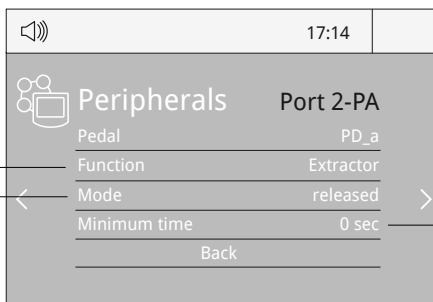 17:14
Peripherals Port 2-PA
Pedal PD_a
Function Extractor
Mode released
Minimum time 0 sec
Back